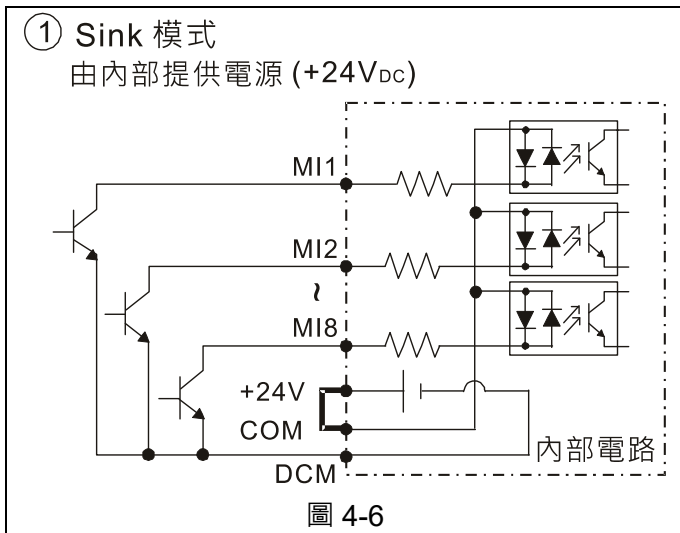 ① Sink 模式
由內部提供電源 (+24VDC)
MI1
MI2
~
MI8
+24V
COM
DCM
內部電路
圖 4-6